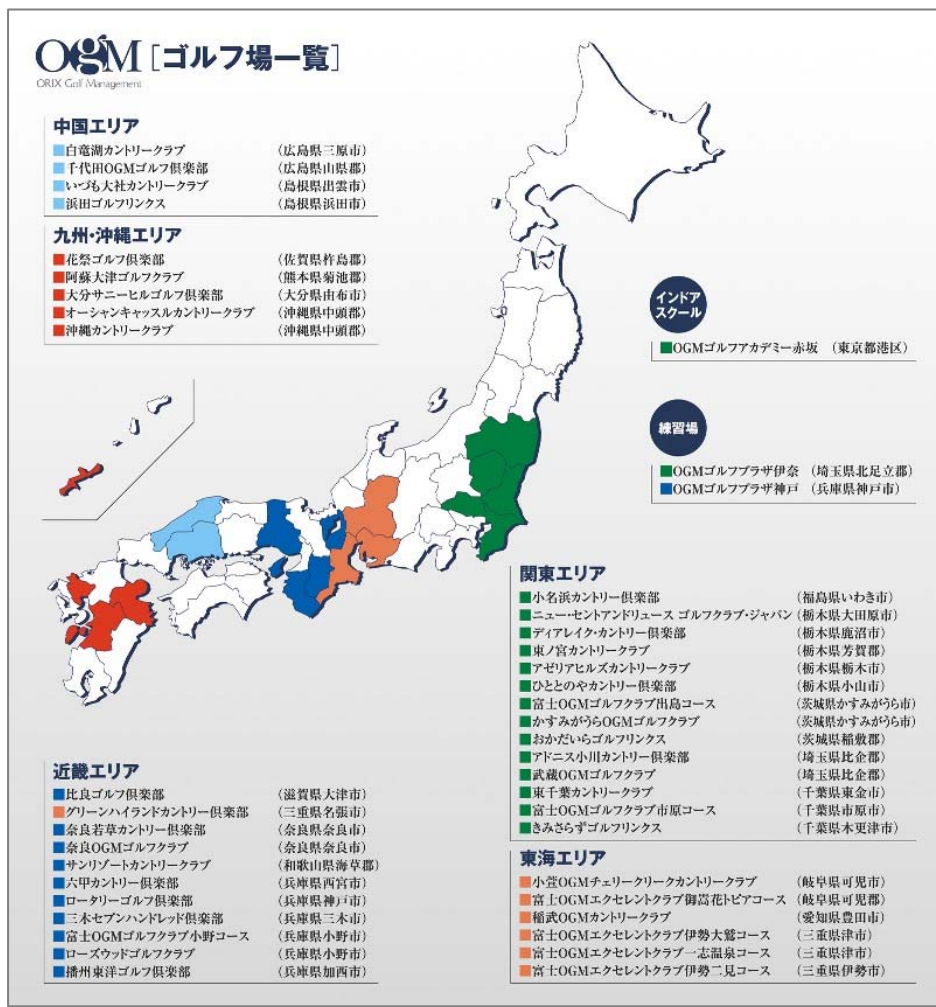 OgM [ゴルフ場一覧]
ORIX Golf Management
中国エリア
白竜湖カントリークラブ （広島県三原市）
千代田OGMゴルフ倶楽部 （広島県山県郡）
いづも大社カントリークラブ （島根県出雲市）
浜田ゴルフリンクス （島根県浜田市）
九州・沖縄エリア
花祭ゴルフ倶楽部 （佐賀県杵島郡）
阿蘇大津ゴルフクラブ （熊本県菊池郡）
大分サニーヒルゴルフ倶楽部 （大分県由布市）
オーシャンキャッスルカントリークラブ （沖縄県中頭郡）
沖縄カントリークラブ （沖縄県中頭郡）
インドア
スクール
OGMゴルフアカデミー赤坂 （東京都港区）
練習場
OGMゴルフプラザ伊奈 （埼玉県北足立郡）
OGMゴルフプラザ神戸 （兵庫県神戸市）
関東エリア
小名浜カントリー倶楽部 （福島県いわき市）
ニュー・セントアンドリュース ゴルフクラブ・ジャパン （栃木県大田原市）
ディアレイク・カントリー倶楽部 （栃木県鹿沼市）
東ノ宮カントリークラブ （栃木県芳賀郡）
アゼリアヒルズカントリークラブ （栃木県栃木市）
ひととのやカントリー倶楽部 （栃木県小山市）
富士OGMゴルフクラブ出島コース （茨城県かすみがうら市）
かすみがうらOGMゴルフクラブ （茨城県かすみがうら市）
おかだいらゴルフリンクス （茨城県稲敷郡）
アドニス小川カントリー倶楽部 （埼玉県比企郡）
武蔵OGMゴルフクラブ （埼玉県比企郡）
東千葉カントリークラブ （千葉県東金市）
富士OGMゴルフクラブ市原コース （千葉県市原市）
きみさらずゴルフリンクス （千葉県木更津市）
近畿エリア
比良ゴルフ倶楽部 （滋賀県大津市）
グリーンハイランドカントリー倶楽部 （三重県名張市）
奈良若草カントリー倶楽部 （奈良県奈良市）
奈良OGMゴルフクラブ （奈良県奈良市）
サンリゾートカントリークラブ （和歌山県海草郡）
六甲カントリー倶楽部 （兵庫県西宮市）
ロータリーゴルフ倶楽部 （兵庫県神戸市）
三木セブンハンドレッド倶楽部 （兵庫県三木市）
富士OGMゴルフクラブ小野コース （兵庫県小野市）
ローズウッドゴルフクラブ （兵庫県小野市）
播州東洋ゴルフ倶楽部 （兵庫県加西市）
東海エリア
小萱OGMチェリークリークカントリークラブ （岐阜県可児市）
富士OGMエクセレントクラブ御嵩花トピアコース （岐阜県可児郡）
稲武OGMカントリークラブ （愛知県豊田市）
富士OGMエクセレントクラブ伊勢大鷲コース （三重県津市）
富士OGMエクセレントクラブ一志温泉コース （三重県津市）
富士OGMエクセレントクラブ伊勢二見コース （三重県伊勢市）